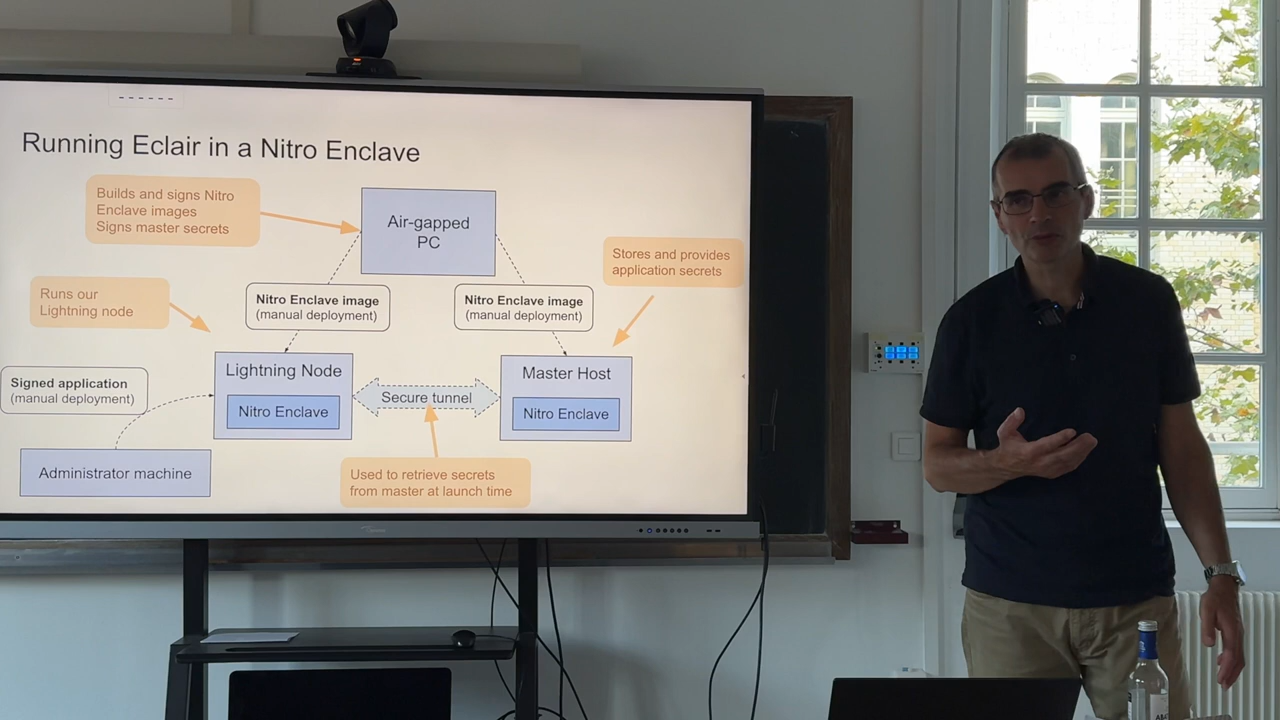 Running Eclair in a Nitro Enclave
Builds and signs Nitro
Enclave images
Signs master secrets
Air-gapped
PC
Stores and provides
application secrets
Runs our
Lightning node
Nitro Enclave image
(manual deployment)
Nitro Enclave image
(manual deployment)
Signed application
(manual deployment)
Lightning Node
Nitro Enclave
Secure tunnel
Master Host
Nitro Enclave
Administrator machine
Used to retrieve secrets
from master at launch time